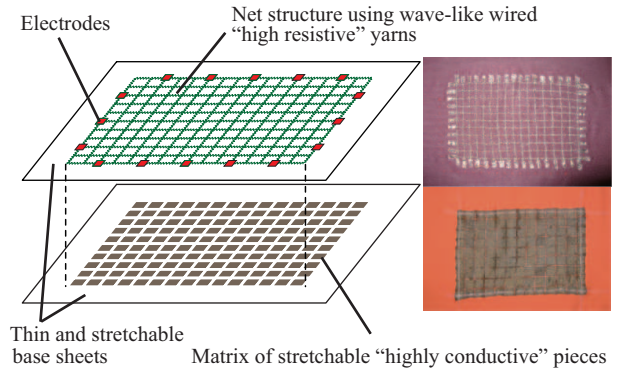 Net structure using wave-like wired
“high resistive” yarns
Electrodes
Thin and stretchable
base sheets
Matrix of stretchable “highly conductive” pieces